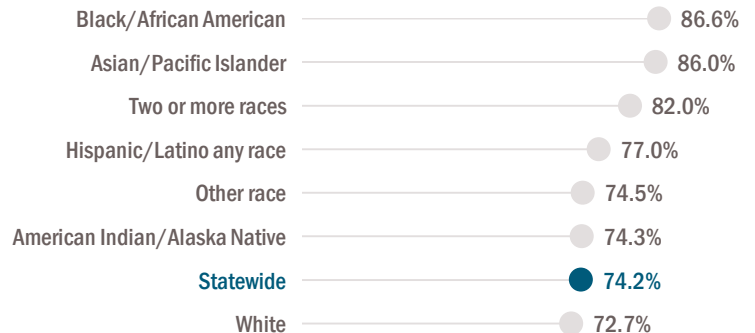 Black/African American 86.6%
Asian/Pacific Islander 86.0%
Two or more races 82.0%
Hispanic/Latino any race 77.0%
Other race 74.5%
American Indian/Alaska Native 74.3%
Statewide 74.2%
White 72.7%